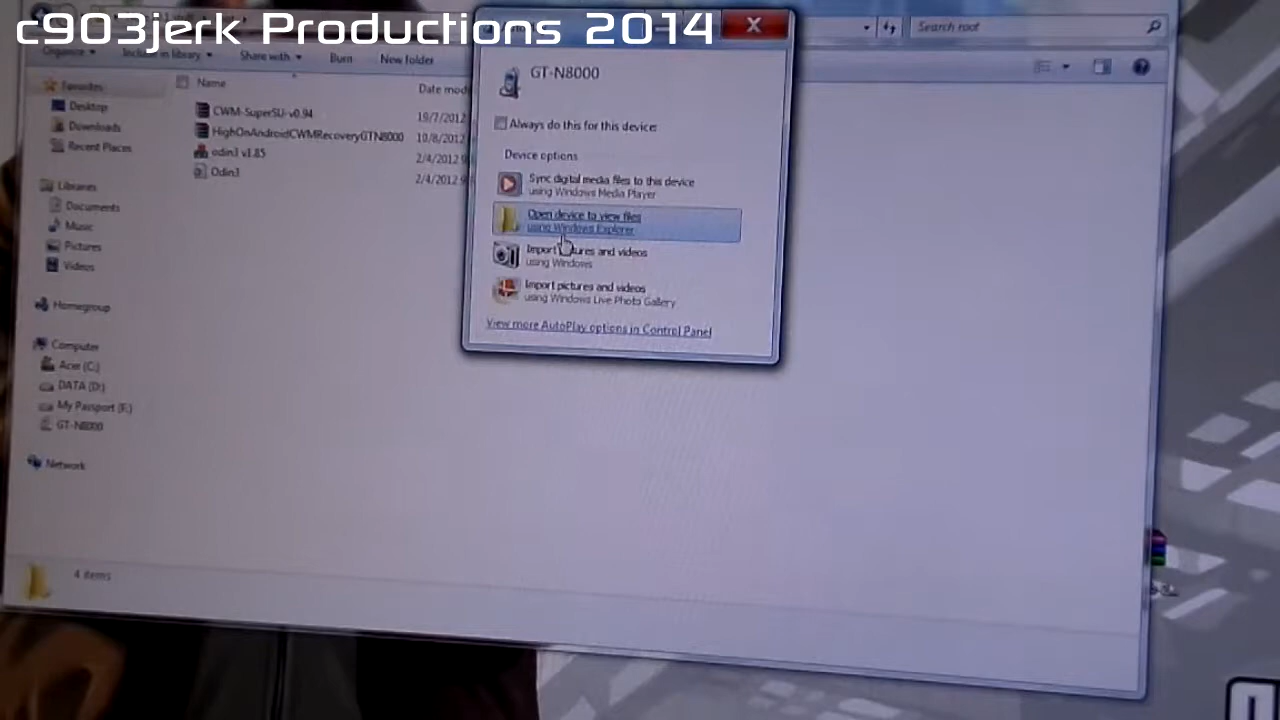 c903jerk Productions 2014
Search root
Organize
Include in library
Share with
Burn
New folder
Favorites
Desktop
Downloads
Recent Places
Libraries
Documents
Music
Pictures
Videos
Homegroup
Computer
Acer (C:)
DATA (D:)
My Passport (F:)
GT-N8000
Network
Name
Date mod
CWM-SuperSU-v0.94
19/7/2012
HighOnAndroidCWMRecoveryGTN8000
10/8/2012
odin3 v1.85
2/4/2012 9
Odin3
2/4/2012 9
GT-N8000
Always do this for this device:
Device options
Sync digital media files to this device
using Windows Media Player
Open device to view files
using Windows Explorer
Import pictures and videos
using Windows
Import pictures and videos
using Windows Live Photo Gallery
View more AutoPlay options in Control Panel
4 items